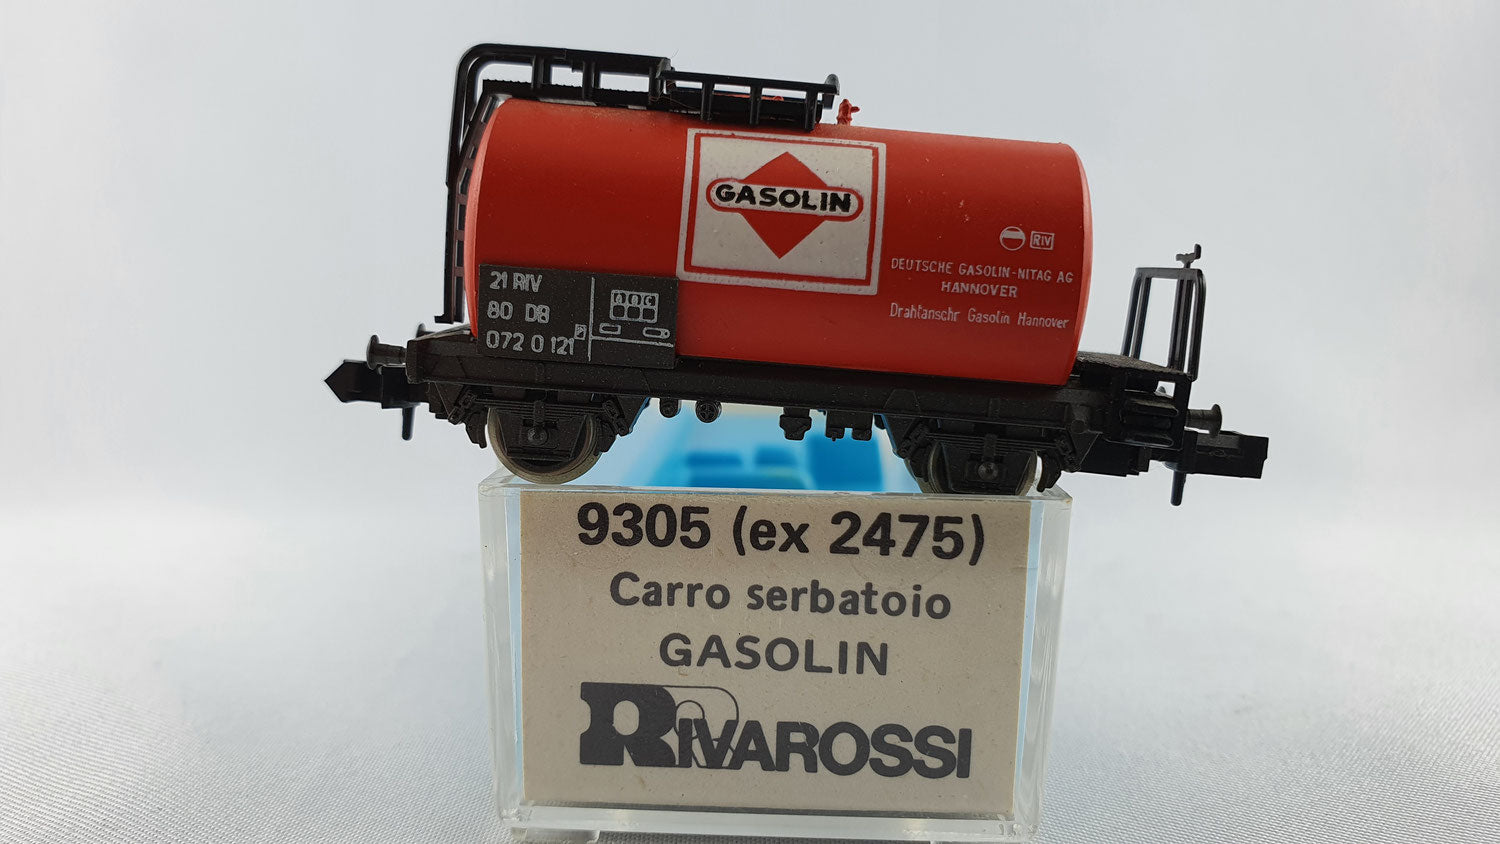 GASOLIN
RIV
DEUTSCHE GASOLIN-NITAG AG
HANNOVER
Drahtanschr Gasolin Hannover
21 RIV
80 DB
072 0 121
P
A B C
9305 (ex 2475)
Carro serbatoio
GASOLIN
RIVAROSSI